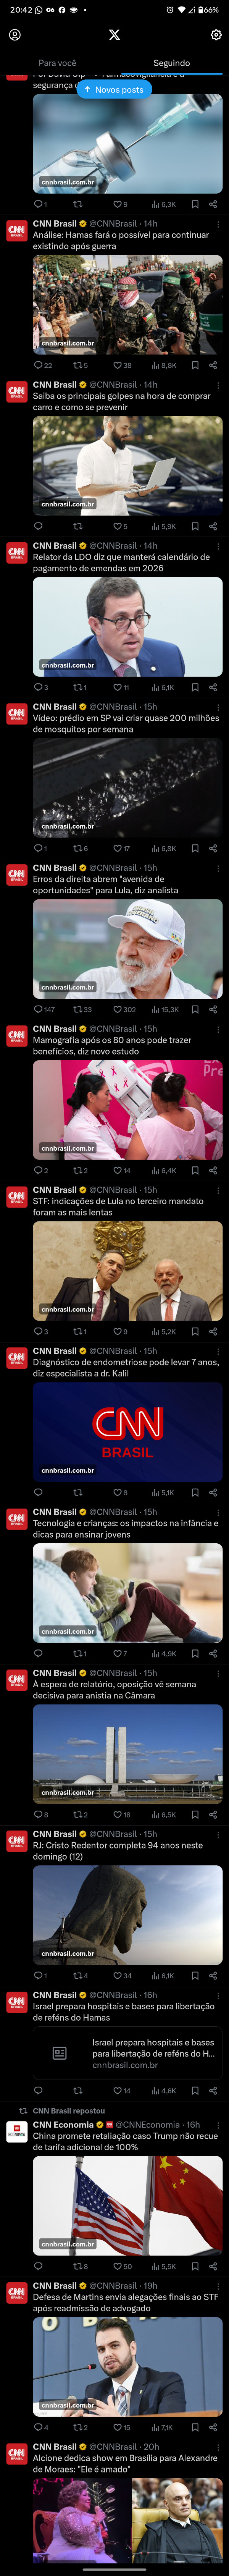 20:42
66%
Para você
Seguindo
Novos posts
segurança
cnnbrasil.com.br
1
9
6,3K
CNN Brasil @CNNBrasil · 14h
Análise: Hamas fará o possível para continuar
existindo após guerra
cnnbrasil.com.br
22
5
38
8,8K
CNN Brasil @CNNBrasil · 14h
Saiba os principais golpes na hora de comprar
carro e como se prevenir
cnnbrasil.com.br
5
5,9K
CNN Brasil @CNNBrasil · 14h
Relator da LDO diz que manterá calendário de
pagamento de emendas em 2026
cnnbrasil.com.br
3
1
11
6,1K
CNN Brasil @CNNBrasil · 15h
Vídeo: prédio em SP vai criar quase 200 milhões
de mosquitos por semana
cnnbrasil.com.br
1
6
17
6,8K
CNN Brasil @CNNBrasil · 15h
Erros da direita abrem "avenida de
oportunidades" para Lula, diz analista
cnnbrasil.com.br
147
33
302
15,3K
CNN Brasil @CNNBrasil · 15h
Mamografia após os 80 anos pode trazer
benefícios, diz novo estudo
cnnbrasil.com.br
2
2
14
6,4K
CNN Brasil @CNNBrasil · 15h
STF: indicações de Lula no terceiro mandato
foram as mais lentas
cnnbrasil.com.br
3
1
9
5,2K
CNN Brasil @CNNBrasil · 15h
Diagnóstico de endometriose pode levar 7 anos,
diz especialista a dr. Kalil
CNN
BRASIL
cnnbrasil.com.br
8
5,1K
CNN Brasil @CNNBrasil · 15h
Tecnologia e crianças: os impactos na infância e
dicas para ensinar jovens
cnnbrasil.com.br
1
7
4,9K
CNN Brasil @CNNBrasil · 15h
À espera de relatório, oposição vê semana
decisiva para anistia na Câmara
cnnbrasil.com.br
8
2
18
6,5K
CNN Brasil @CNNBrasil · 15h
RJ: Cristo Redentor completa 94 anos neste
domingo (12)
cnnbrasil.com.br
1
4
34
6,1K
CNN Brasil @CNNBrasil · 16h
Israel prepara hospitais e bases para libertação
de reféns do Hamas
Israel prepara hospitais e bases
para libertação de reféns do H...
cnnbrasil.com.br
14
4,8K
CNN Brasil repostou
CNN Economia @CNNEconomia · 16h
China promete retaliação caso Trump não recue
de tarifa adicional de 100%
cnnbrasil.com.br
8
50
5,5K
CNN Brasil @CNNBrasil · 19h
Defesa de Martins envia alegações finais ao STF
após readmissão de advogado
cnnbrasil.com.br
4
2
15
7,1K
CNN Brasil @CNNBrasil · 20h
Alcione dedica show em Brasília para Alexandre
de Moraes: "Ele é amado"